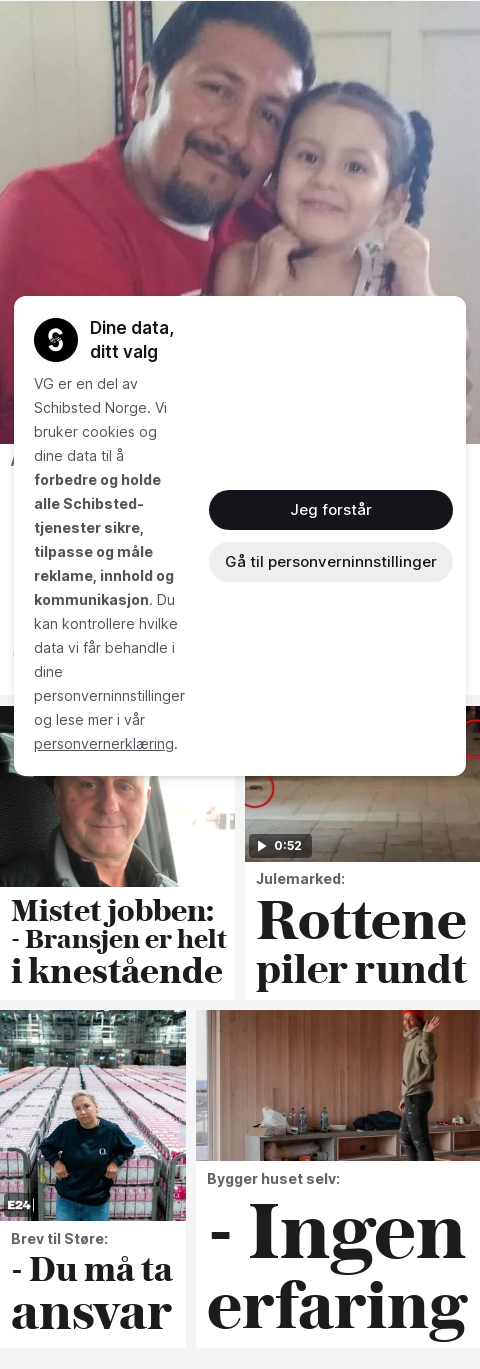 Dine data,
ditt valg
VG er en del av
Schibsted Norge. Vi
bruker cookies og
dine data til å
forbedre og holde
alle Schibsted-
tjenester sikre,
tilpasse og måle
reklame, innhold og
kommunikasjon. Du
kan kontrollere hvilke
data vi får behandle i
dine
personverninnstillinger
og lese mer i vår
personvernerklæring.
Jeg forstår
Gå til personverninnstillinger
Mistet jobben:
- Bransjen er helt
i knestående
0:52
Julemarked:
Rottene
piler rundt
E24
Brev til Støre:
- Du må ta
ansvar
Bygger huset selv:
- Ingen
erfaring